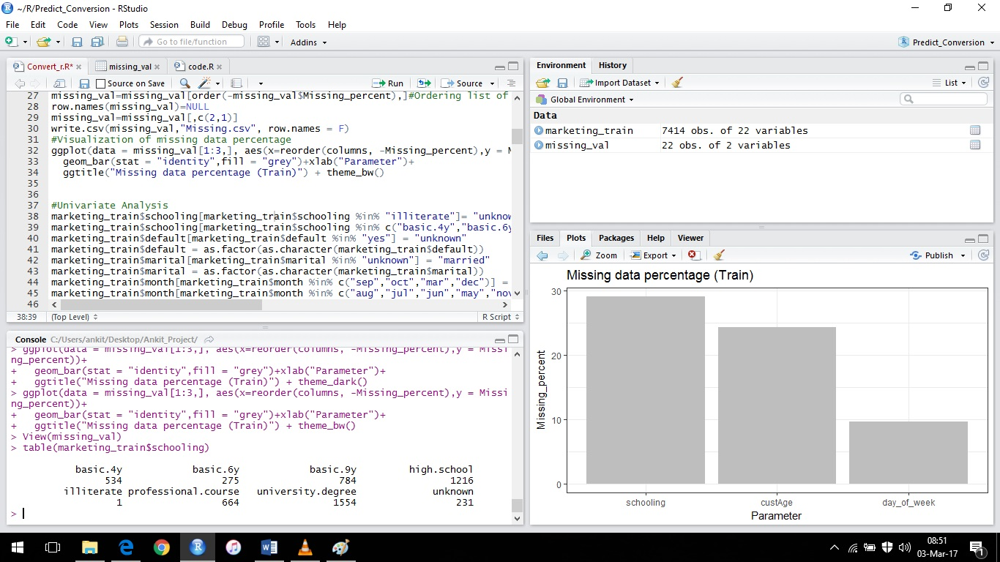 ~/R/Predict_Conversion - RStudio
File Edit Code View Plots Session Build Debug Profile Tools Help
Go to file/function Addins Predict_Conversion
Convert_r.R* missing_val code.R
Source on Save Run Source
27 missing_val=missing_val[order(-missing_val$Missing_percent),]#Ordering list of
28 row.names(missing_val)=NULL
29 missing_val=missing_val[,c(2,1)]
30 write.csv(missing_val,"Missing.csv", row.names = F)
31 #Visualization of missing data percentage
32 ggplot(data = missing_val[1:3,], aes(x=reorder(columns, -Missing_percent),y = M
33 geom_bar(stat = "identity",fill = "grey")+xlab("Parameter")+
34 ggtitle("Missing data percentage (Train)") + theme_bw()
35
36
37 #Univariate Analysis
38 marketing_train$schooling[marketing_train$schooling %in% "illiterate"]= "unknow
39 marketing_train$schooling[marketing_train$schooling %in% c("basic.4y","basic.6y
40 marketing_train$default[marketing_train$default %in% "yes"] = "unknown"
41 marketing_train$default = as.factor(as.character(marketing_train$default))
42 marketing_train$marital[marketing_train$marital %in% "unknown"] = "married"
43 marketing_train$marital = as.factor(as.character(marketing_train$marital))
44 marketing_train$month[marketing_train$month %in% c("sep","oct","mar","dec")] =
45 marketing_train$month[marketing_train$month %in% c("aug","jul","jun","may","nov
46
38:39 (Top Level) R Script
Console C:/Users/ankit/Desktop/Ankit_Project/
> ggplot(data = missing_val[1:3,], aes(x=reorder(columns, -Missing_percent),y = Missi
ng_percent))+
+ geom_bar(stat = "identity",fill = "grey")+xlab("Parameter")+
+ ggtitle("Missing data percentage (Train)") + theme_dark()
> ggplot(data = missing_val[1:3,], aes(x=reorder(columns, -Missing_percent),y = Missi
ng_percent))+
+ geom_bar(stat = "identity",fill = "grey")+xlab("Parameter")+
+ ggtitle("Missing data percentage (Train)") + theme_bw()
> View(missing_val)
> table(marketing_train$schooling)
basic.4y basic.6y basic.9y high.school
534 275 784 1216
illiterate professional.course university.degree unknown
1 664 1554 231
>
Environment History
Import Dataset List
Global Environment
Data
marketing_train 7414 obs. of 22 variables
missing_val 22 obs. of 2 variables
Files Plots Packages Help Viewer
Zoom Export Publish
Missing data percentage (Train)
30
20
10
0
Missing_percent
schooling custAge day_of_week
Parameter
08:51
03-Mar-17
1